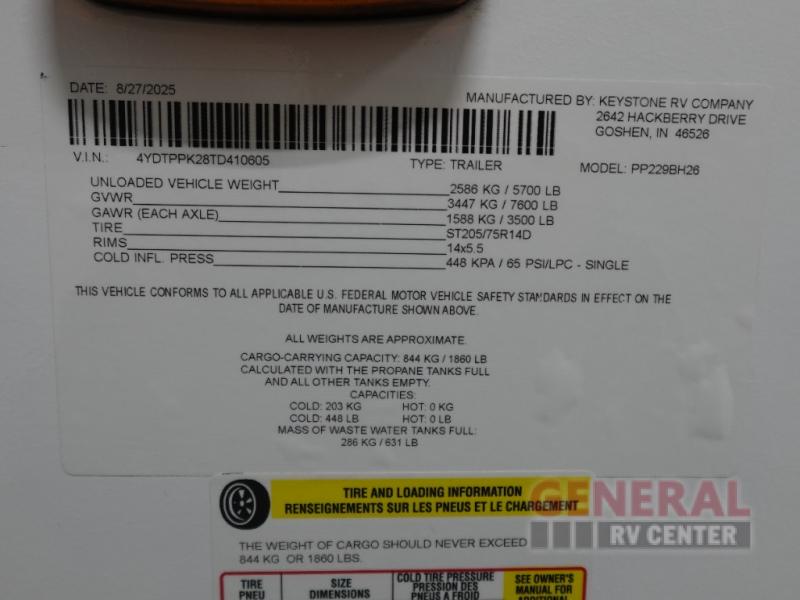 DATE: 8/27/2025
MANUFACTURED BY: KEYSTONE RV COMPANY
2642 HACKBERRY DRIVE
GOSHEN, IN 46526
V.I.N.: 4YDTPPK28TD410605 TYPE: TRAILER MODEL: PP229BH26
UNLOADED VEHICLE WEIGHT 2586 KG / 5700 LB
GVWR 3447 KG / 7600 LB
GAWR (EACH AXLE) 1588 KG / 3500 LB
TIRE ST205/75R14D
RIMS 14x5.5
COLD INFL. PRESS 448 KPA / 65 PSI/LPC - SINGLE
THIS VEHICLE CONFORMS TO ALL APPLICABLE U.S. FEDERAL MOTOR VEHICLE SAFETY STANDARDS IN EFFECT ON THE
DATE OF MANUFACTURE SHOWN ABOVE.
ALL WEIGHTS ARE APPROXIMATE.
CARGO-CARRYING CAPACITY: 844 KG / 1860 LB
CALCULATED WITH THE PROPANE TANKS FULL
AND ALL OTHER TANKS EMPTY.
CAPACITIES:
COLD: 203 KG HOT: 0 KG
COLD: 448 LB HOT: 0 LB
MASS OF WASTE WATER TANKS FULL:
286 KG / 631 LB
TIRE AND LOADING INFORMATION
RENSEIGNEMENTS SUR LES PNEUS ET LE CHARGEMENT
GENERAL
RV CENTER
THE WEIGHT OF CARGO SHOULD NEVER EXCEED
844 KG OR 1860 LBS.
TIRE SIZE COLD TIRE PRESSURE SEE OWNER'S
PNEU DIMENSIONS PRESSION DES MANUAL FOR
PNEUS A FROID ADDITIONAL